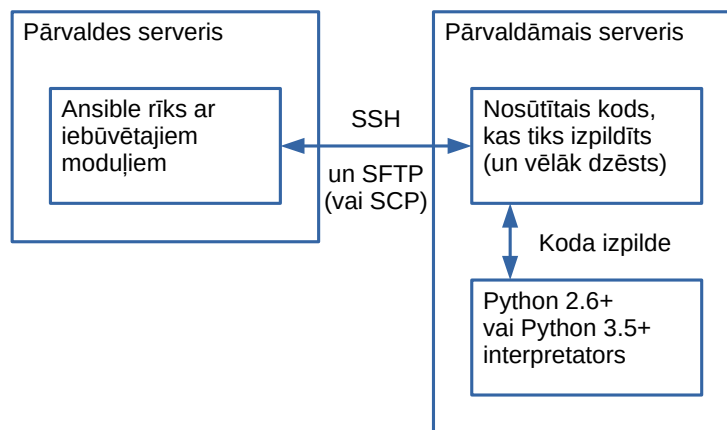 Pārvaldes serveris
Ansible rīks ar
iebūvētajiem
moduļiem
SSH
un SFTP
(vai SCP)
Pārvaldāmais serveris
Nosūtītais kods,
kas tiks izpildīts
(un vēlāk dzēsts)
Koda izpilde
Python 2.6+
vai Python 3.5+
interpretators